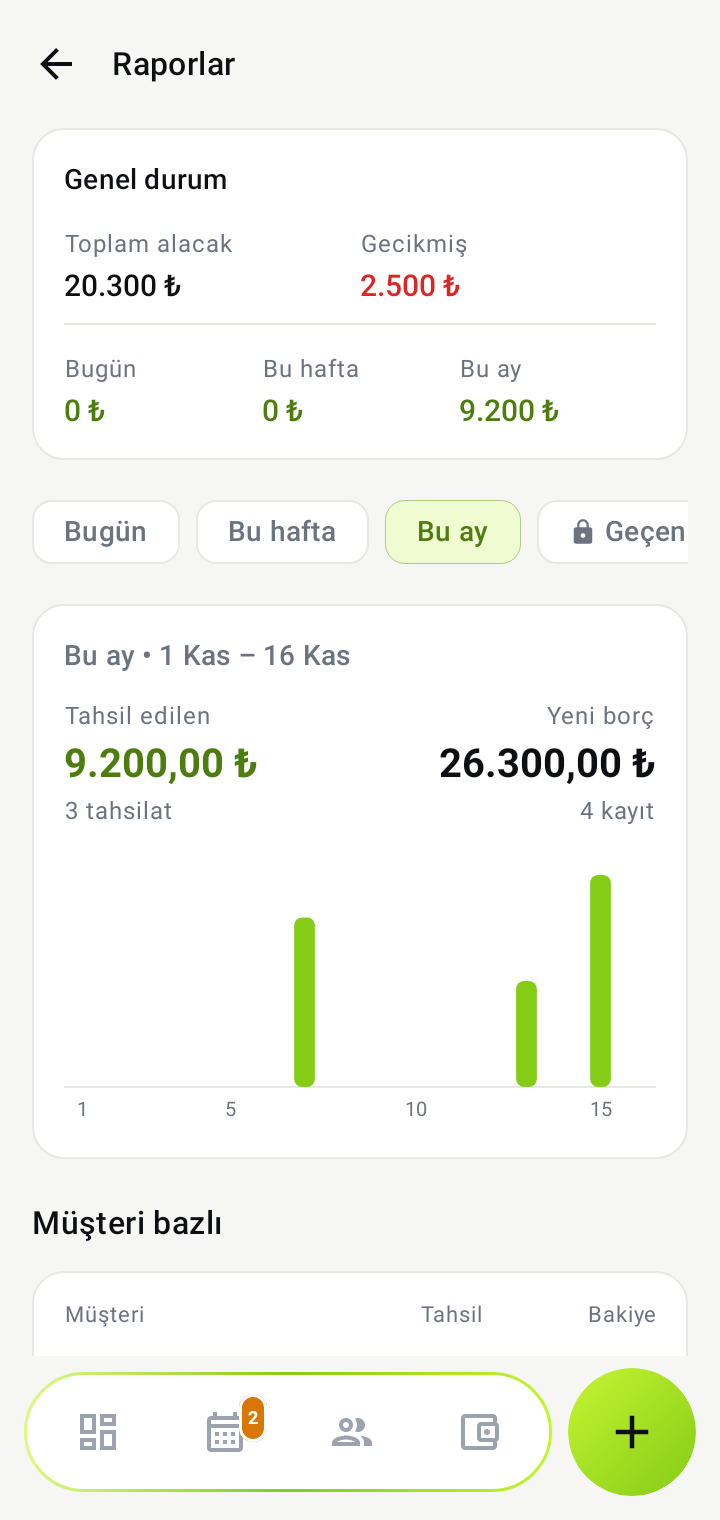 Raporlar
Genel durum
Toplam alacak Gecikmiş
20.300 ₺ 2.500 ₺
Bugün Bu hafta Bu ay
0 ₺ 0 ₺ 9.200 ₺
Bugün Bu hafta Bu ay Geçen
Bu ay • 1 Kas – 16 Kas
Tahsil edilen Yeni borç
9.200,00 ₺ 26.300,00 ₺
3 tahsilat 4 kayıt
1 5 10 15
Müşteri bazlı
Müşteri Tahsil Bakiye
2